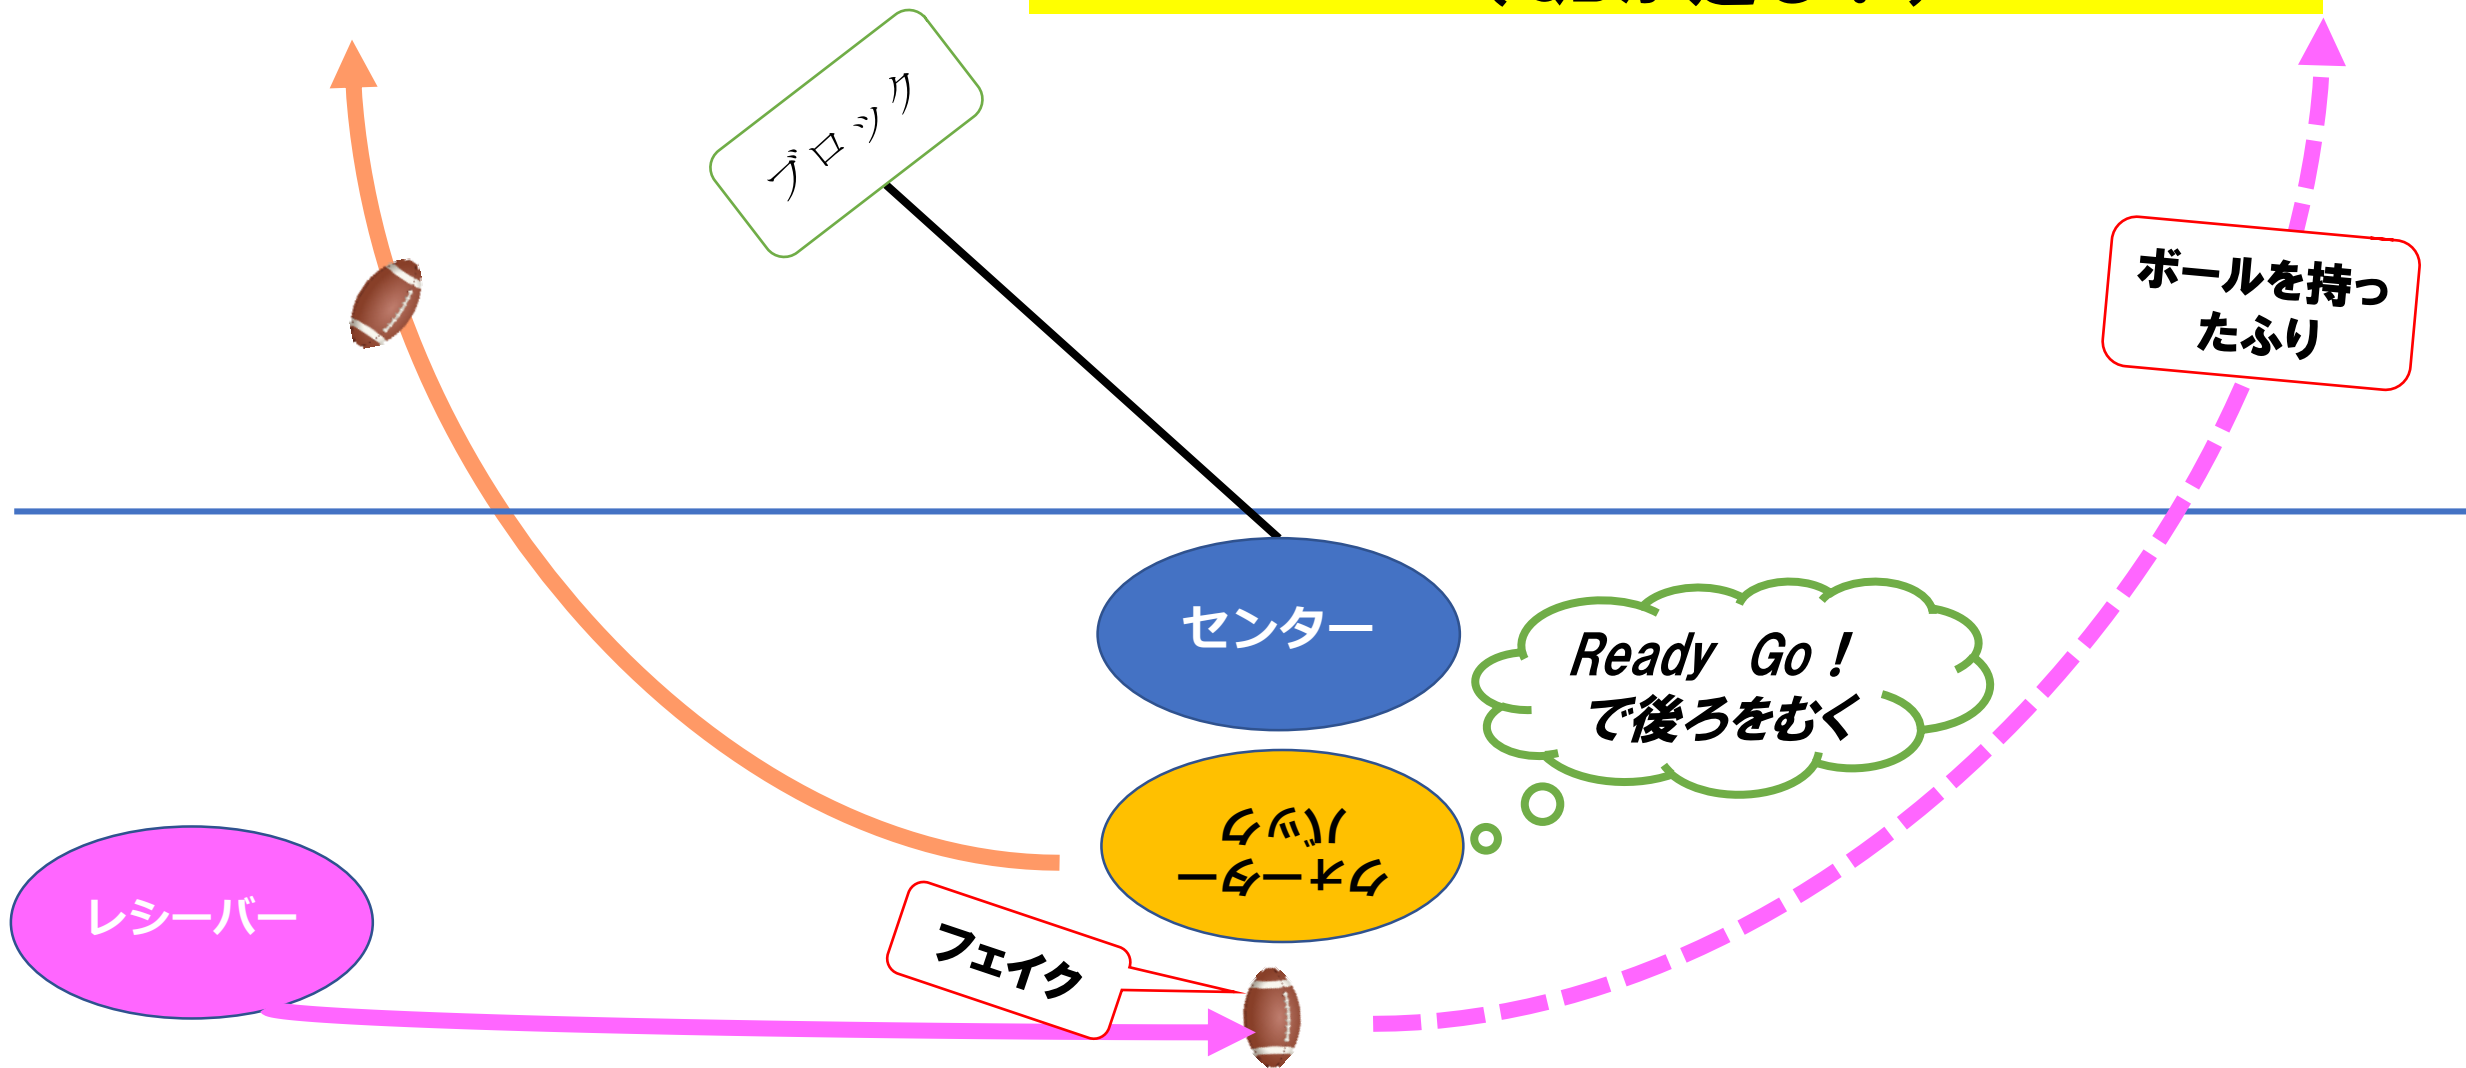 ブロック
ボールを持っ
たふり
センター
Ready Go！
で後ろをむく
クォーター
バック
レシーバー
フェイク